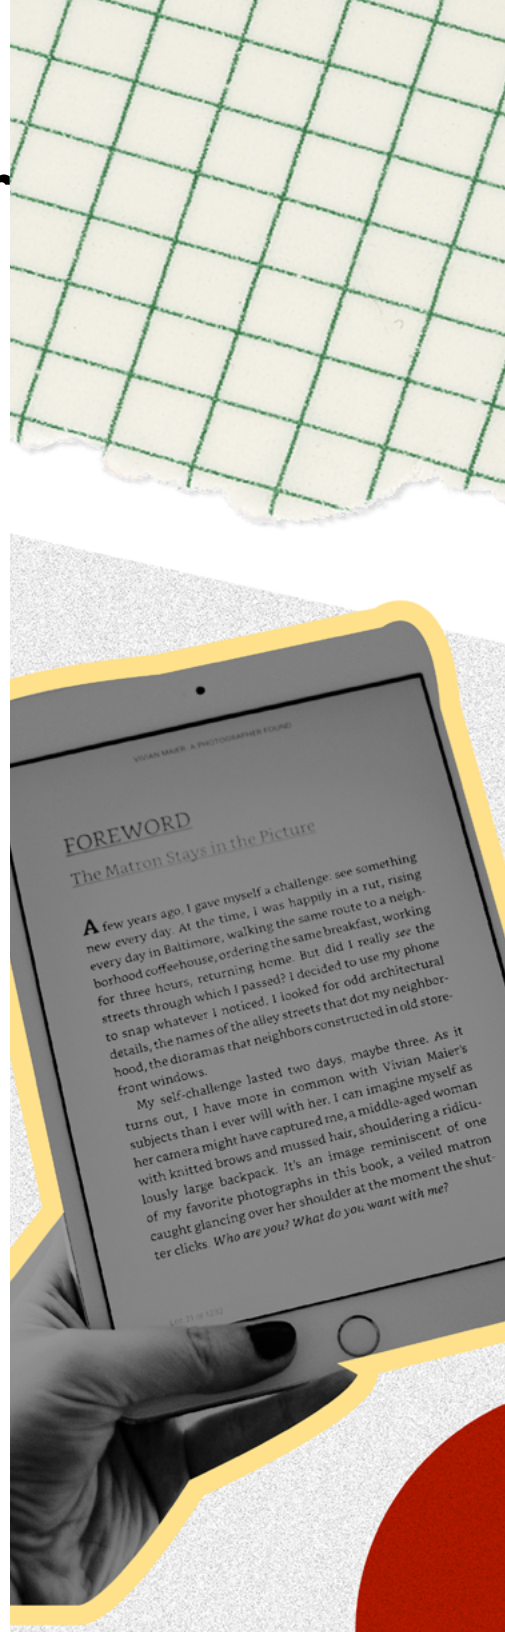 VIVIAN MAIER: A PHOTOGRAPHER FOUND
FOREWORD
The Matron Stays in the Picture
A few years ago, I gave myself a challenge: see something
new every day. At the time, I was happily in a rut, rising
every day in Baltimore, walking the same route to a neigh-
borhood coffeehouse, ordering the same breakfast, working
for three hours, returning home. But did I really see the
streets through which I passed? I decided to use my phone
to snap whatever I noticed. I looked for odd architectural
details, the names of the alley streets that dot my neighbor-
hood, the dioramas that neighbors constructed in old store-
front windows.
My self-challenge lasted two days, maybe three. As it
turns out, I have more in common with Vivian Maier's
subjects than I ever will with her. I can imagine myself as
her camera might have captured me, a middle-aged woman
with knitted brows and mussed hair, shouldering a ridicu-
lously large backpack. It's an image reminiscent of one
of my favorite photographs in this book, a veiled matron
caught glancing over her shoulder at the moment the shut-
ter clicks. Who are you? What do you want with me?